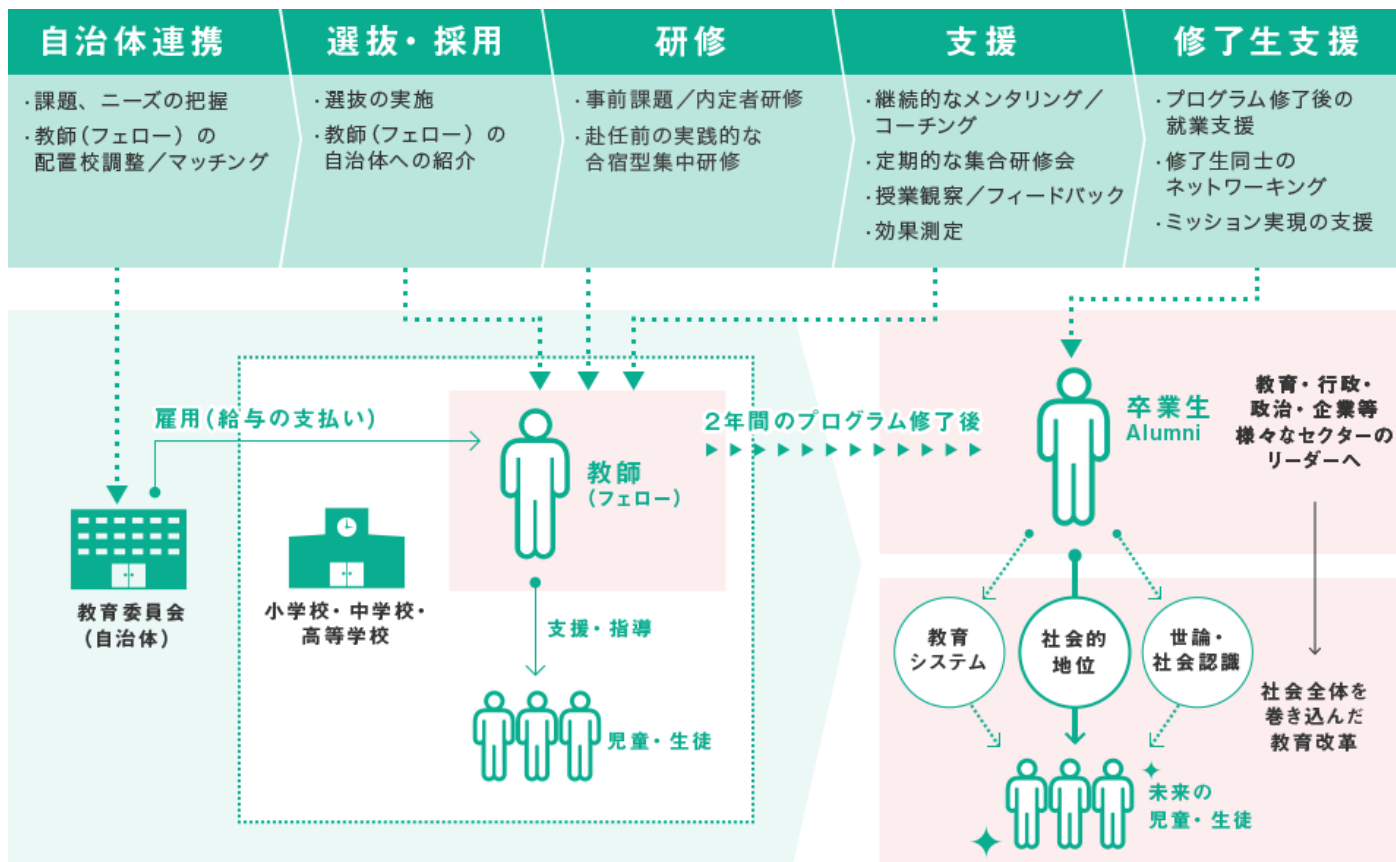 自治体連携
・課題、ニーズの把握
・教師(フェロー)の
配置校調整／マッチング
選抜・採用
・選抜の実施
・教師(フェロー)の
自治体への紹介
研修
・事前課題／内定者研修
・赴任前の実践的な
合宿型集中研修
支援
・継続的なメンタリング／
コーチング
・定期的な集合研修会
・授業観察／フィードバック
・効果測定
修了生支援
・プログラム修了後の
就業支援
・修了生同士の
ネットワーキング
・ミッション実現の支援
雇用(給与の支払い)
教育委員会
(自治体)
小学校・中学校・
高等学校
教師
(フェロー)
支援・指導
児童・生徒
2年間のプログラム修了後
卒業生
Alumni
教育・行政・
政治・企業等
様々なセクターの
リーダーへ
教育
システム
社会的
地位
世論・
社会認識
社会全体を
巻き込んだ
教育改革
未来の
児童・生徒